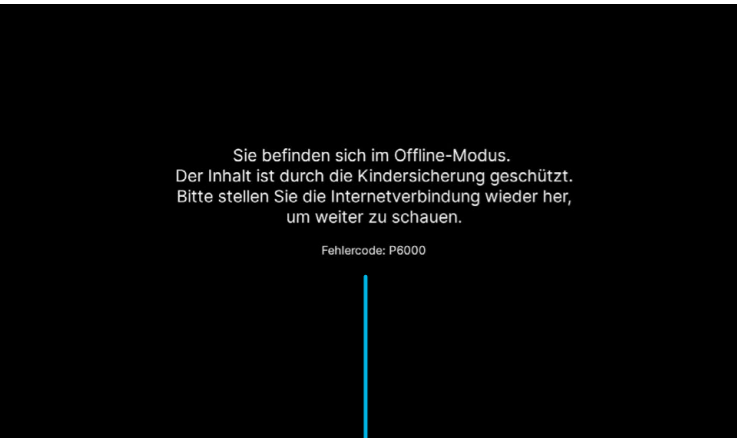 Sie befinden sich im Offline-Modus.
Der Inhalt ist durch die Kindersicherung geschützt.
Bitte stellen Sie die Internetverbindung wieder her,
um weiter zu schauen.
Fehlercode: P6000